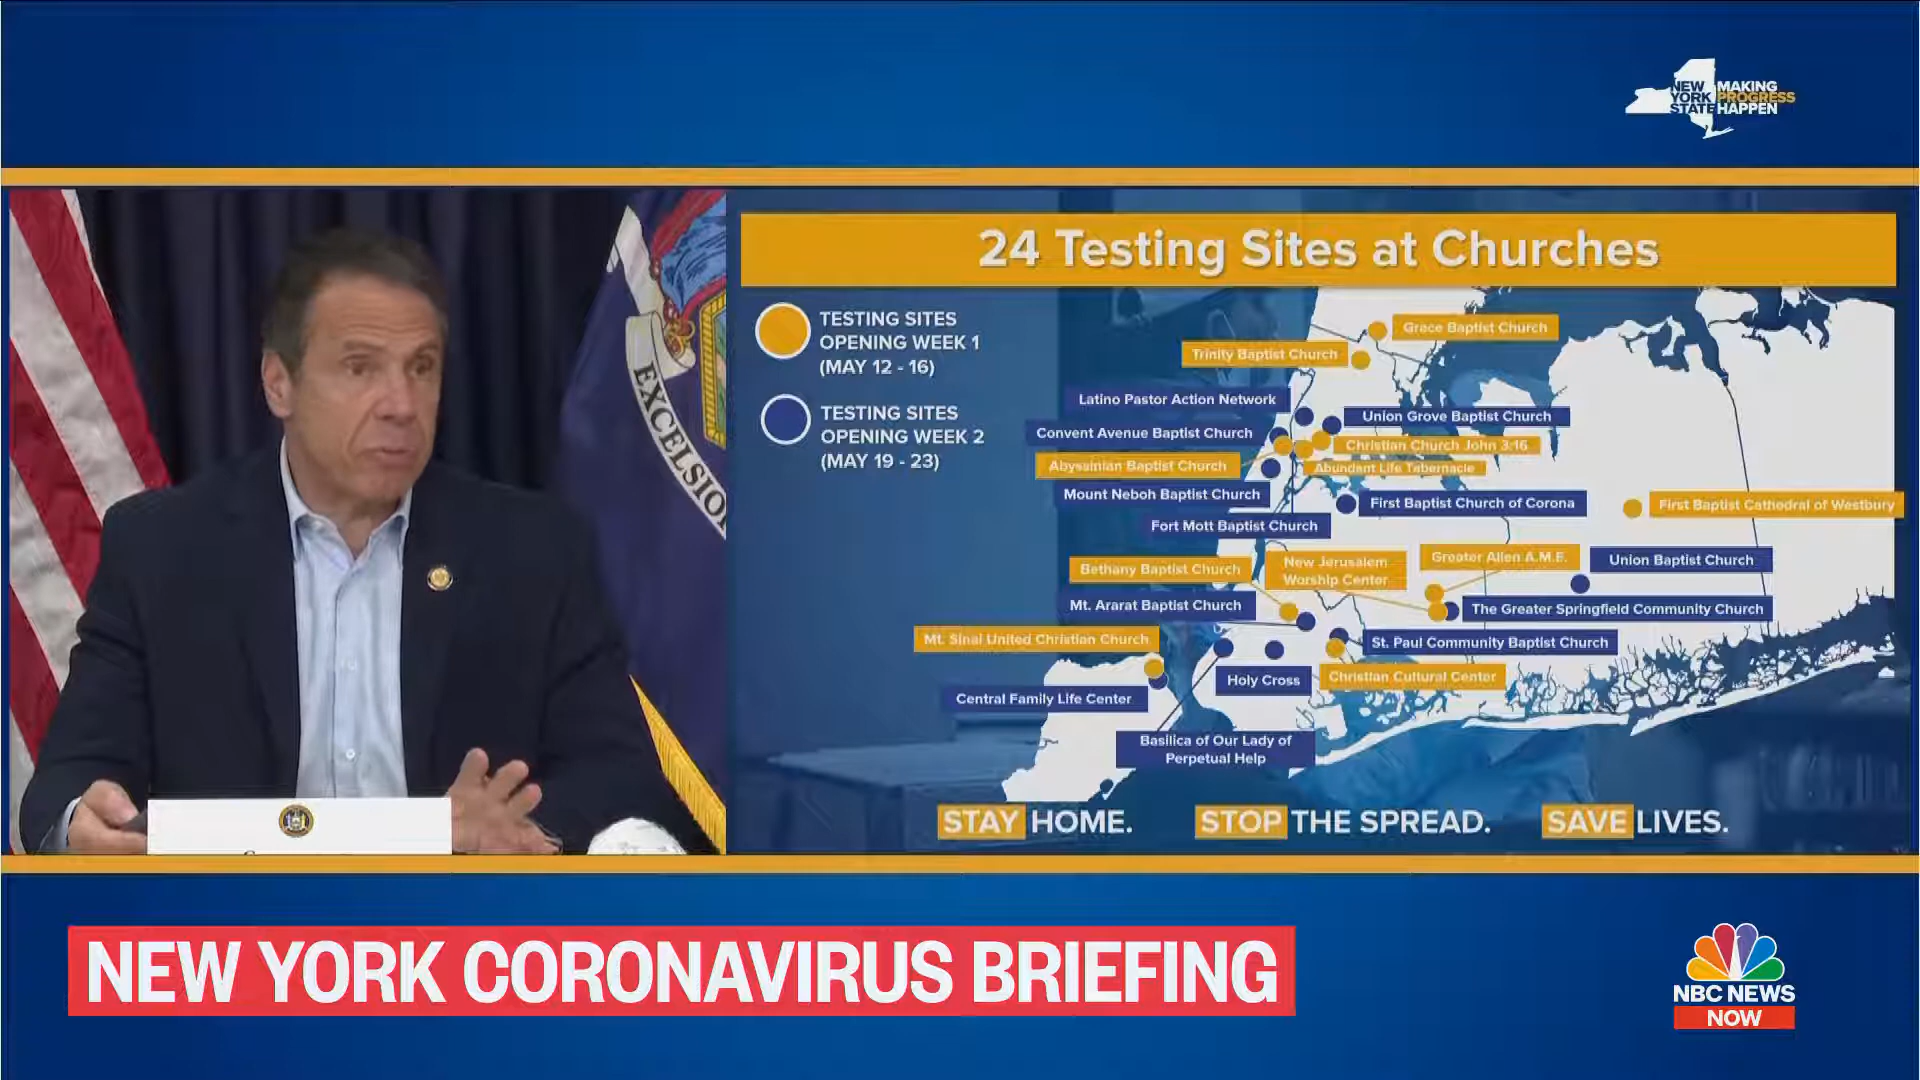 NEW YORK STATE
MAKING PROGRESS HAPPEN
24 Testing Sites at Churches
TESTING SITES
OPENING WEEK 1
(MAY 12 - 16)
TESTING SITES
OPENING WEEK 2
(MAY 19 - 23)
Grace Baptist Church
Trinity Baptist Church
Latino Pastor Action Network
Union Grove Baptist Church
Convent Avenue Baptist Church
Christian Church John 3:16
Abyssinian Baptist Church
Abundant Life Tabernacle
Mount Neboh Baptist Church
First Baptist Church of Corona
First Baptist Cathedral of Westbury
Fort Mott Baptist Church
Bethany Baptist Church
New Jerusalem
Worship Center
Greater Allen A.M.E.
Union Baptist Church
Mt. Ararat Baptist Church
The Greater Springfield Community Church
Mt. Sinai United Christian Church
St. Paul Community Baptist Church
Holy Cross
Christian Cultural Center
Central Family Life Center
Basilica of Our Lady of
Perpetual Help
STAY HOME. STOP THE SPREAD. SAVE LIVES.
EXCELSIO
NEW YORK CORONAVIRUS BRIEFING
NBC NEWS
NOW